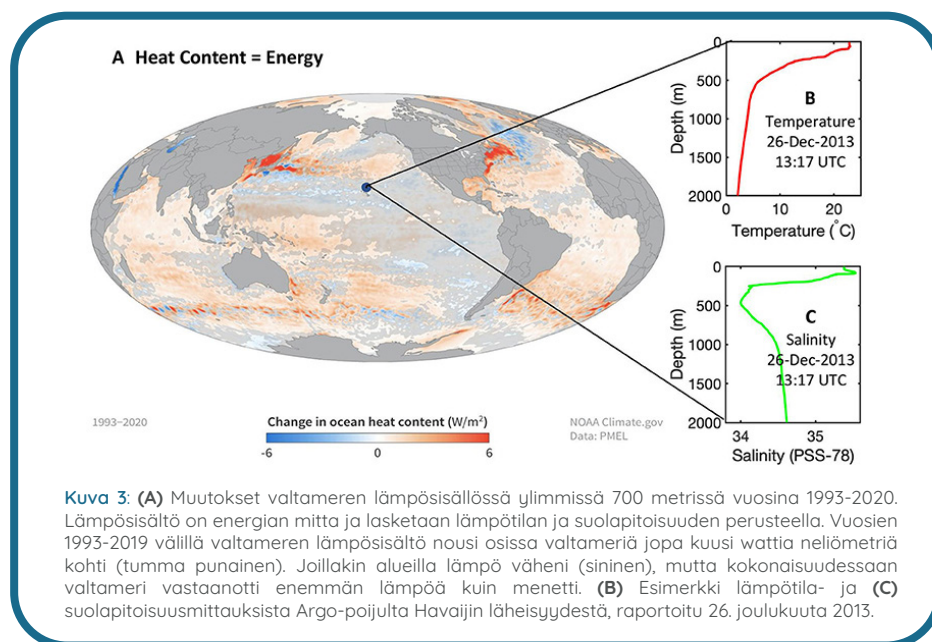 A Heat Content = Energy
1993–2020
Change in ocean heat content (W/m²)
-6 0 6
NOAA Climate.gov
Data: PMEL
0
500
1000
1500
2000
Depth (m)
B
Temperature
26-Dec-2013
13:17 UTC
0 10 20
Temperature (°C)
0
500
1000
1500
2000
Depth (m)
C
Salinity
26-Dec-2013
13:17 UTC
34 35
Salinity (PSS-78)
Kuva 3: (A) Muutokset valtameren lämpösisällössä ylimmissä 700 metrissä vuosina 1993-2020.
Lämpösisältö on energian mitta ja lasketaan lämpötilan ja suolapitoisuuden perusteella. Vuosien
1993-2019 välillä valtameren lämpösisältö nousi osissa valtameriä jopa kuusi wattia neliömetriä
kohti (tumma punainen). Joillakin alueilla lämpö väheni (sininen), mutta kokonaisuudessaan
valtameri vastaanotti enemmän lämpöä kuin menetti. (B) Esimerkki lämpötila- ja (C)
suolapitoisuusmittauksista Argo-poijulta Havaijin läheisyydestä, raportoitu 26. joulukuuta 2013.